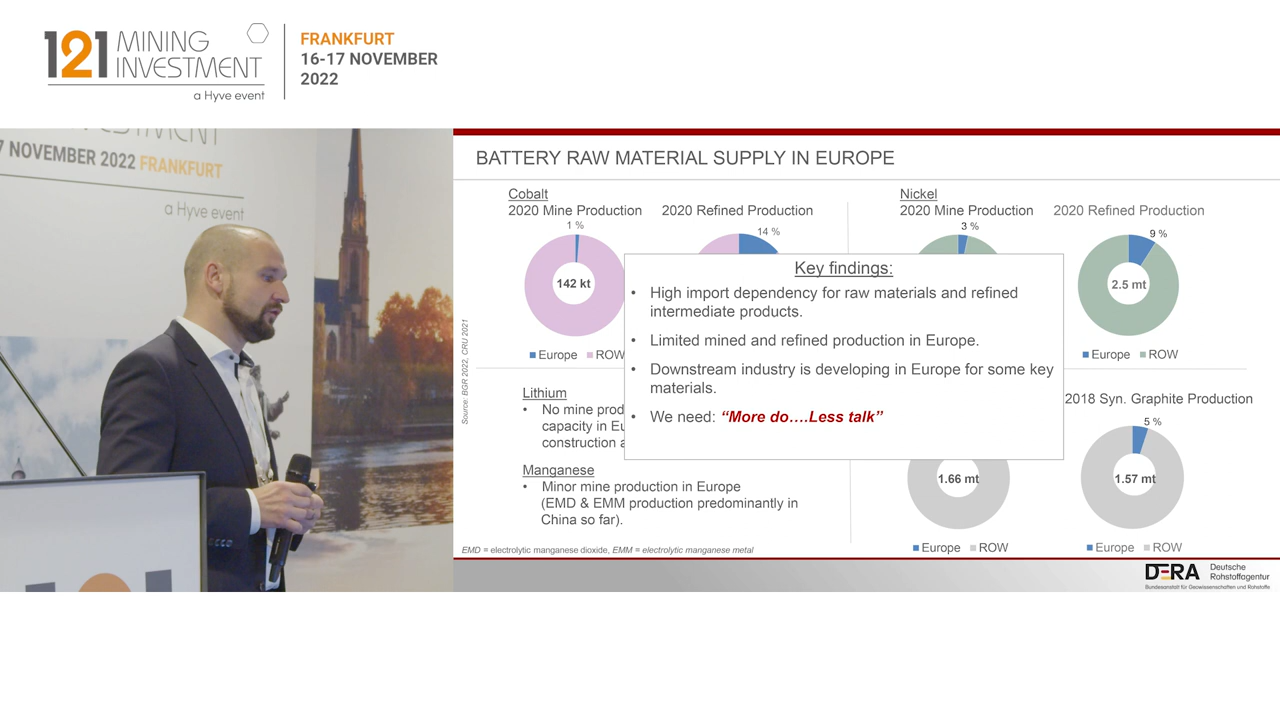 121 MINING INVESTMENT
a Hyve event
FRANKFURT
16-17 NOVEMBER
2022
7 NOVEMBER 2022 FRANKFURT
a Hyve event
BATTERY RAW MATERIAL SUPPLY IN EUROPE
Cobalt
2020 Mine Production
2020 Refined Production
1 %
14 %
142 kt
Europe
ROW
Nickel
2020 Mine Production
2020 Refined Production
3 %
9 %
2.5 mt
Europe
ROW
Key findings:
• High import dependency for raw materials and refined
intermediate products.
• Limited mined and refined production in Europe.
• Downstream industry is developing in Europe for some key
materials.
• We need: “More do….Less talk”
Source: BGR 2022, CRU 2021
Lithium
• No mine prod
capacity in Eu
construction a
Manganese
• Minor mine production in Europe
(EMD & EMM production predominantly in
China so far).
2018 Syn. Graphite Production
5 %
1.66 mt
1.57 mt
Europe
ROW
Europe
ROW
EMD = electrolytic manganese dioxide, EMM = electrolytic manganese metal
DERA Deutsche
Rohstoffagentur
Bundesanstalt für Geowissenschaften und Rohstoffe